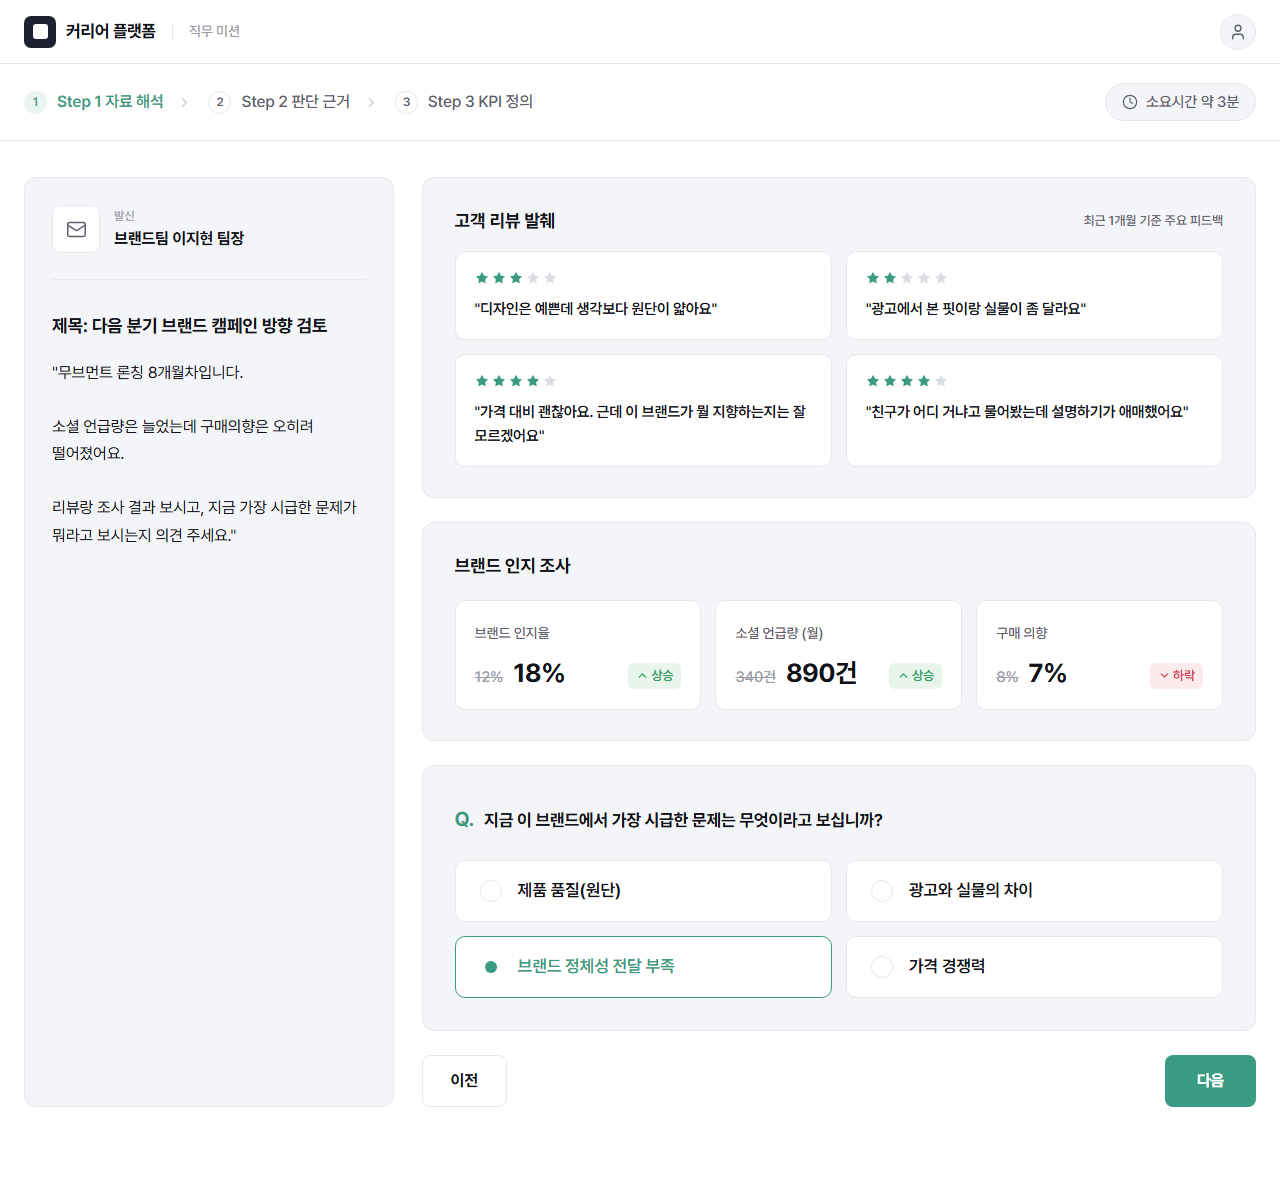 커리어 플랫폼
직무 미션
1 Step 1 자료 해석
2 Step 2 판단 근거
3 Step 3 KPI 정의
소요시간 약 3분
발신
브랜드팀 이지현 팀장
제목: 다음 분기 브랜드 캠페인 방향 검토
"무브먼트 론칭 8개월차입니다.
소셜 언급량은 늘었는데 구매의향은 오히려
떨어졌어요.
리뷰랑 조사 결과 보시고, 지금 가장 시급한 문제가
뭐라고 보시는지 의견 주세요."
고객 리뷰 발췌
최근 1개월 기준 주요 피드백
"디자인은 예쁜데 생각보다 원단이 얇아요"
"광고에서 본 핏이랑 실물이 좀 달라요"
"가격 대비 괜찮아요. 근데 이 브랜드가 뭘 지향하는지는 잘
모르겠어요"
"친구가 어디 거냐고 물어봤는데 설명하기가 애매했어요"
브랜드 인지 조사
브랜드 인지율
12% 18% 상승
소셜 언급량 (월)
340건 890건 상승
구매 의향
8% 7% 하락
Q. 지금 이 브랜드에서 가장 시급한 문제는 무엇이라고 보십니까?
제품 품질(원단)
광고와 실물의 차이
브랜드 정체성 전달 부족
가격 경쟁력
이전
다음